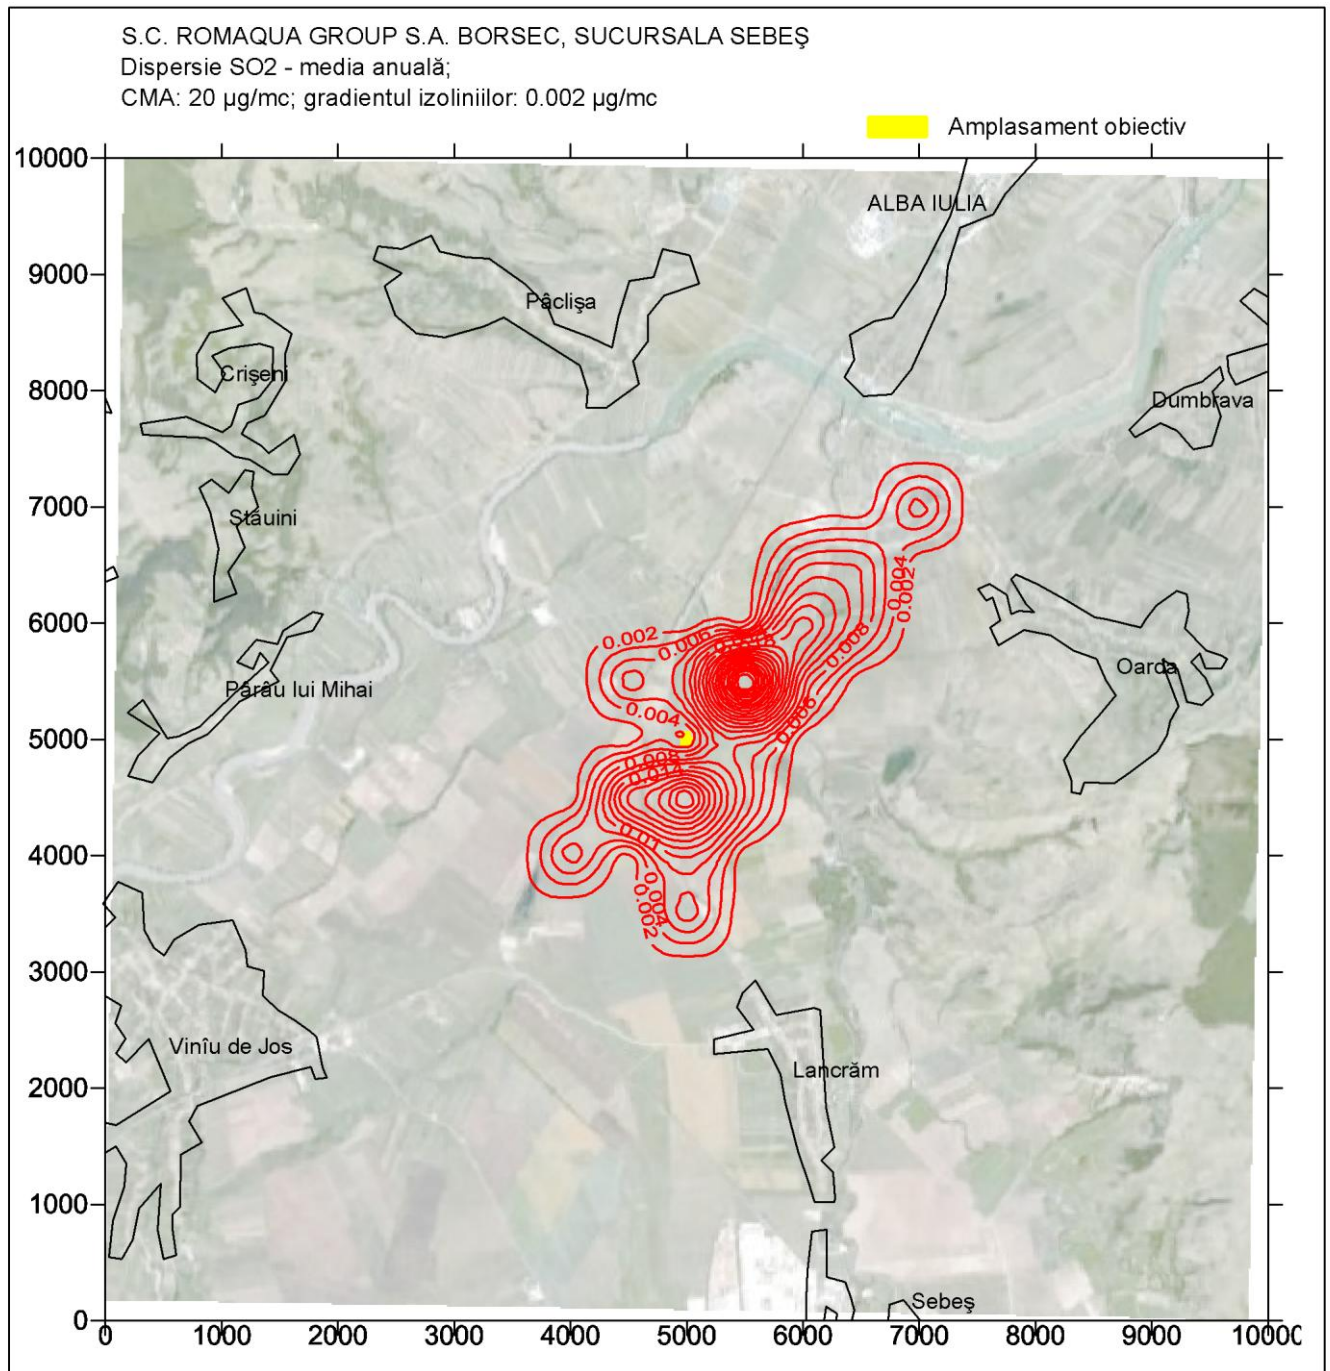 S.C. ROMAQUA GROUP S.A. BORSEC, SUCURSALA SEBEŞ
Dispersie SO2 - media anuală;
CMA: 20 µg/mc; gradientul izoliniilor: 0.002 µg/mc
Amplasament obiectiv
10000
ALBA IULIA
9000
Pâclişa
Crişeni
8000
Dumbrava
7000
Stăuini
0.004
0.002
6000
0.002
0.006
0.008
Oarda
Pârâu lui Mihai
0.004
0.006
5000
0.008
0.014
0.01
4000
0.004
0.002
3000
Vinîu de Jos
Lancrăm
2000
1000
Sebeş
0
0 1000 2000 3000 4000 5000 6000 7000 8000 9000